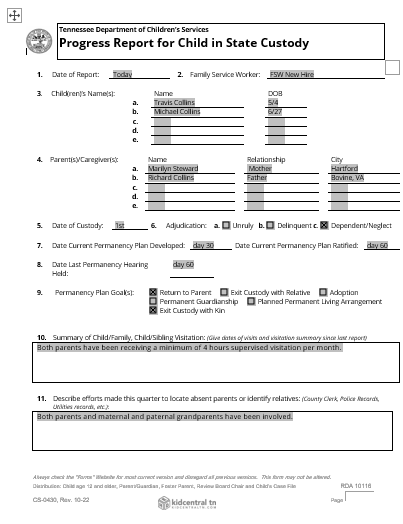 Tennessee Department of Children's Services
Progress Report for Child in State Custody
1. Date of Report: Today 2. Family Service Worker: FSW New Hire
3. Child(ren)'s Name(s): Name DOB
a. Travis Collins 5/4
b. Michael Collins 6/27
c.
d.
e.
4. Parent(s)/Caregiver(s): Name Relationship City
a. Marilyn Steward Mother Hartford
b. Richard Collins Father Bovine, VA
c.
d.
e.
5. Date of Custody: 1st 6. Adjudication: a. Unruly b. Delinquent c. Dependent/Neglect
7. Date Current Permanency Plan Developed: day 30 Date Current Permanency Plan Ratified: day 60
8. Date Last Permanency Hearing Held: day 60
9. Permanency Plan Goal(s): Return to Parent Exit Custody with Relative Adoption
Permanent Guardianship Planned Permanent Living Arrangement
Exit Custody with Kin
10. Summary of Child/Family, Child/Sibling Visitation: (Give dates of visits and visitation summary since last report)
Both parents have been receiving a minimum of 4 hours supervised visitation per month.
11. Describe efforts made this quarter to locate absent parents or identify relatives: (County Clerk, Police Records,
Utilities records, etc.):
Both parents and maternal and paternal grandparents have been involved.
Always check the "Forms" Website for most current version and disregard all previous versions. This form may not be altered.
Distribution: Child age 12 and older, Parent/Guardian, Foster Parent, Review Board Chair and Child's Case File RDA 10116
CS-0430, Rev. 10-22 kidcentral tn Page